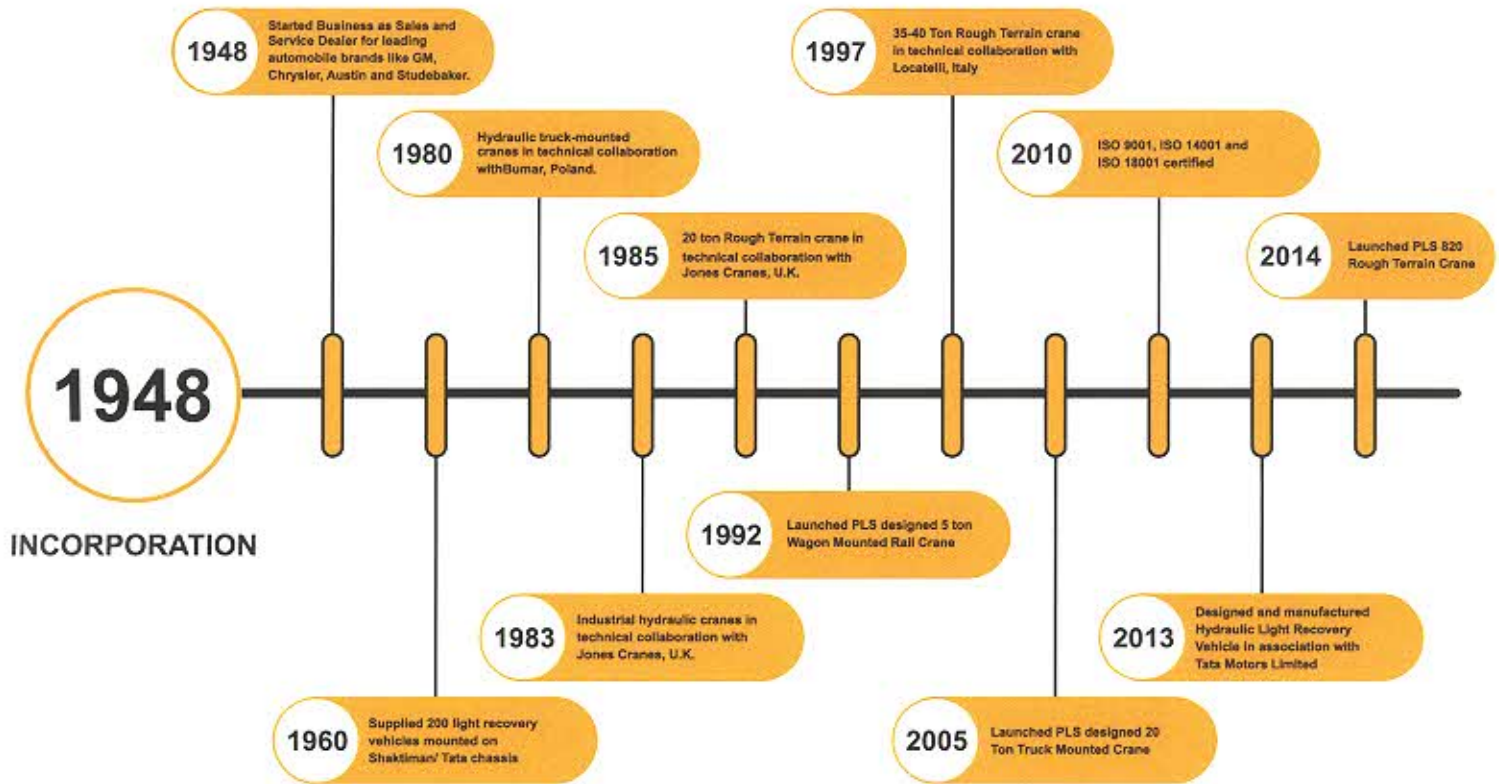 1948
INCORPORATION
1948
Started Business as Sales and
Service Dealer for leading
automobile brands like GM,
Chrysler, Austin and Studebaker.
1960
Supplied 200 light recovery
vehicles mounted on
Shaktiman/ Tata chassis
1980
Hydraulic truck-mounted
cranes in technical collaboration
withBumar, Poland.
1983
Industrial hydraulic cranes in
technical collaboration with
Jones Cranes, U.K.
1985
20 ton Rough Terrain crane in
technical collaboration with
Jones Cranes, U.K.
1992
Launched PLS designed 5 ton
Wagon Mounted Rail Crane
1997
35-40 Ton Rough Terrain crane
in technical collaboration with
Locatelli, Italy
2005
Launched PLS designed 20
Ton Truck Mounted Crane
2010
ISO 9001, ISO 14001 and
ISO 18001 certified
2013
Designed and manufactured
Hydraulic Light Recovery
Vehicle in association with
Tata Motors Limited
2014
Launched PLS 820
Rough Terrain Crane